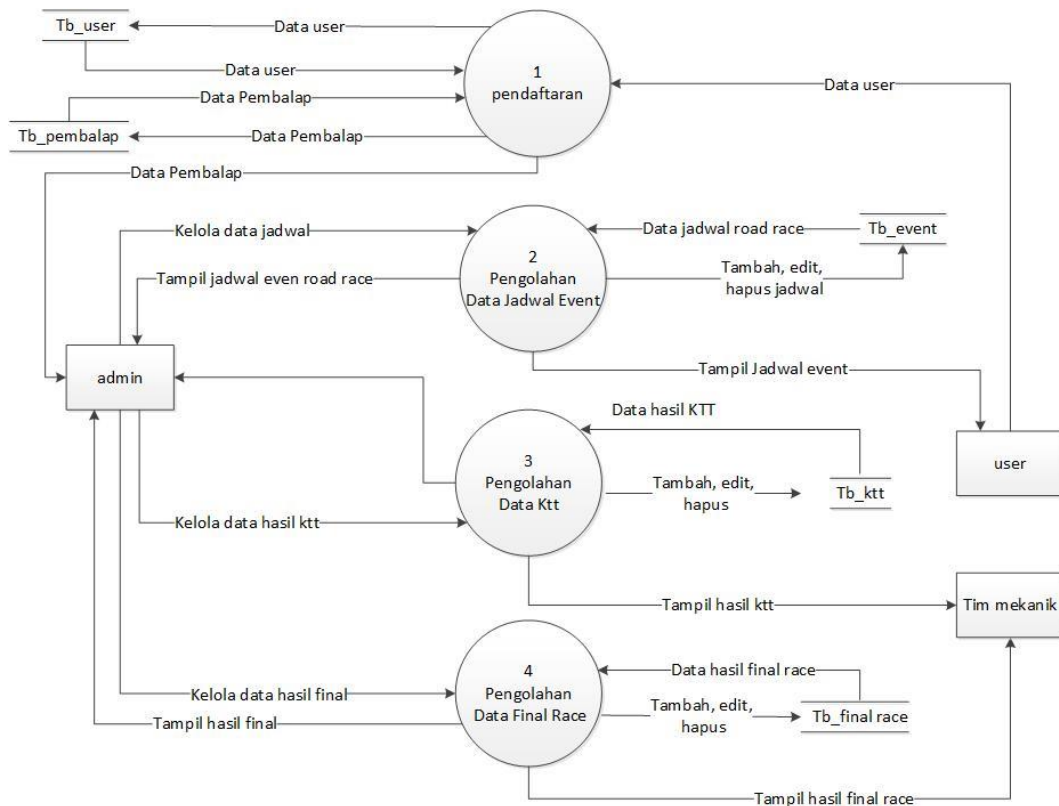 Tb_user
Data user
Data user
Data Pembalap
Tb_pembalap
Data Pembalap
Data Pembalap
1
pendaftaran
Data user
Kelola data jadwal
Tampil jadwal even road race
2
Pengolahan
Data Jadwal Event
Data jadwal road race
Tb_event
Tambah, edit,
hapus jadwal
admin
Tampil Jadwal event
Data hasil KTT
user
3
Pengolahan
Data Ktt
Tambah, edit,
hapus
Tb_ktt
Kelola data hasil ktt
Tampil hasil ktt
Tim mekanik
4
Pengolahan
Data Final Race
Data hasil final race
Kelola data hasil final
Tampil hasil final
Tambah, edit,
hapus
Tb_final race
Tampil hasil final race